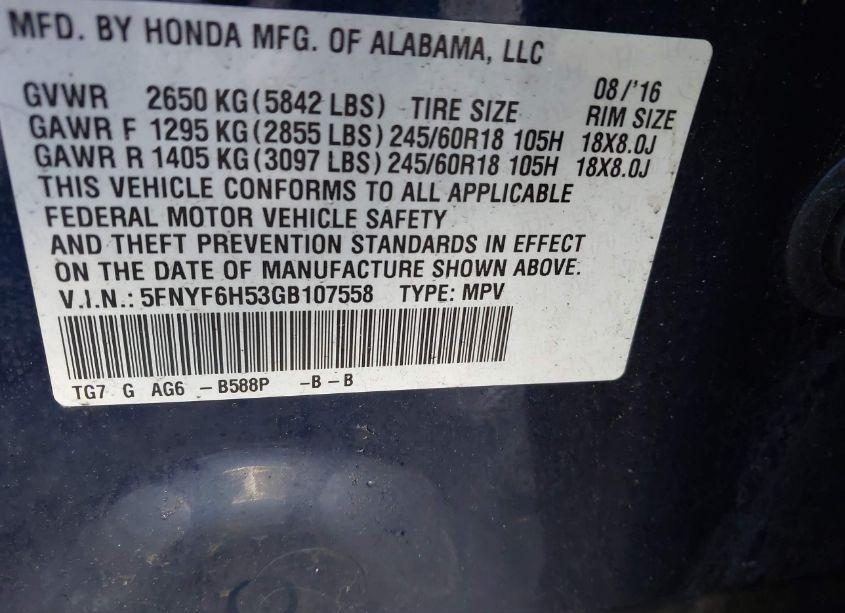 MFD. BY HONDA MFG. OF ALABAMA, LLC
08/'16
GVWR 2650 KG (5842 LBS) TIRE SIZE RIM SIZE
GAWR F 1295 KG (2855 LBS) 245/60R18 105H 18X8.0J
GAWR R 1405 KG (3097 LBS) 245/60R18 105H 18X8.0J
THIS VEHICLE CONFORMS TO ALL APPLICABLE
FEDERAL MOTOR VEHICLE SAFETY
AND THEFT PREVENTION STANDARDS IN EFFECT
ON THE DATE OF MANUFACTURE SHOWN ABOVE.
V.I.N.: 5FNYF6H53GB107558 TYPE: MPV
TG7 G AG6 -B588P -B-B